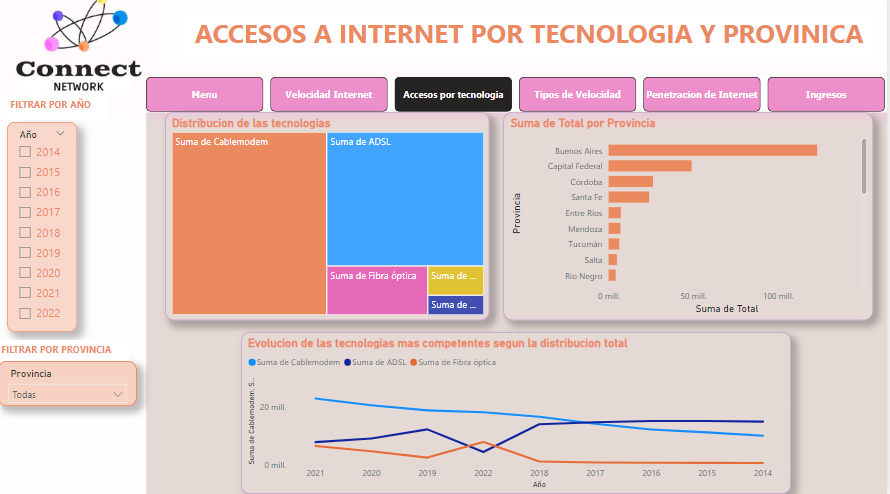 ACCESOS A INTERNET POR TECNOLOGIA Y PROVINICA
Connect
NETWORK
FILTRAR POR AÑO
Menu
Velocidad Internet
Accesos por tecnologia
Tipos de Velocidad
Penetracion de Internet
Ingresos
Año
2014
2015
2016
2017
2018
2019
2020
2021
2022
FILTRAR POR PROVINCIA
Provincia
Todas
Distribucion de las tecnologias
Suma de Cablemodem
Suma de ADSL
Suma de Fibra óptica
Suma de ...
Suma de ...
Suma de Total por Provincia
Provincia
Buenos Aires
Capital Federal
Córdoba
Santa Fe
Entre Rios
Mendoza
Tucumán
Salta
Rio Negro
0 mill.
50 mill.
100 mill.
Suma de Total
Evolucion de las tecnologias mas competentes segun la distribucion total
Suma de Cablemodem
Suma de ADSL
Suma de Fibra óptica
Suma de Cablemodem, S...
20 mill.
0 mill.
2021
2020
2019
2022
2018
2017
2016
2015
2014
Año